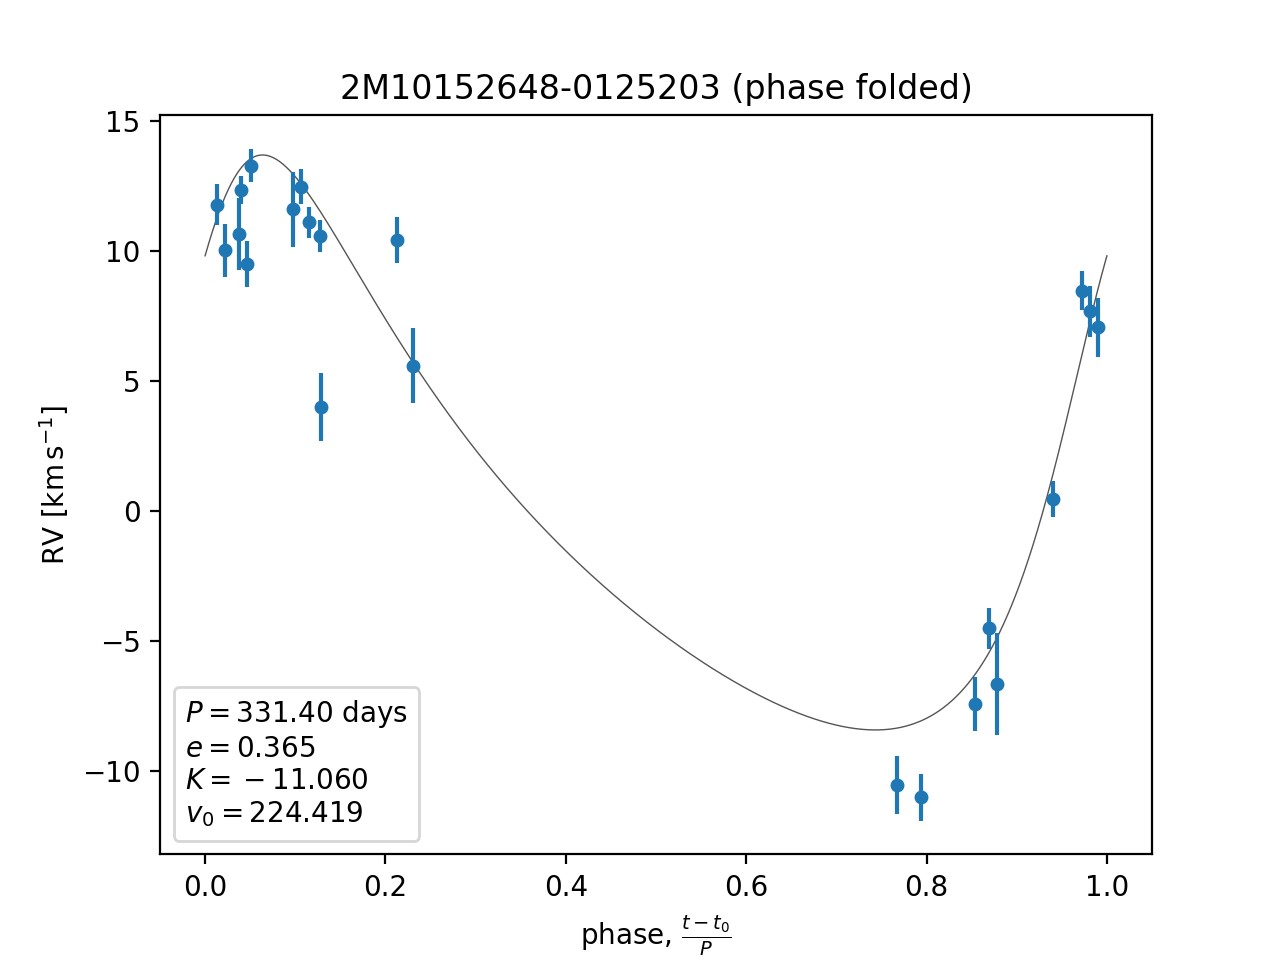 2M10152648-0125203 (phase folded)
15
10
5
0
−5
−10
RV [km s⁻¹]
P = 331.40 days
e = 0.365
K = −11.060
v₀ = 224.419
0.0 0.2 0.4 0.6 0.8 1.0
phase, (t − t₀)/P